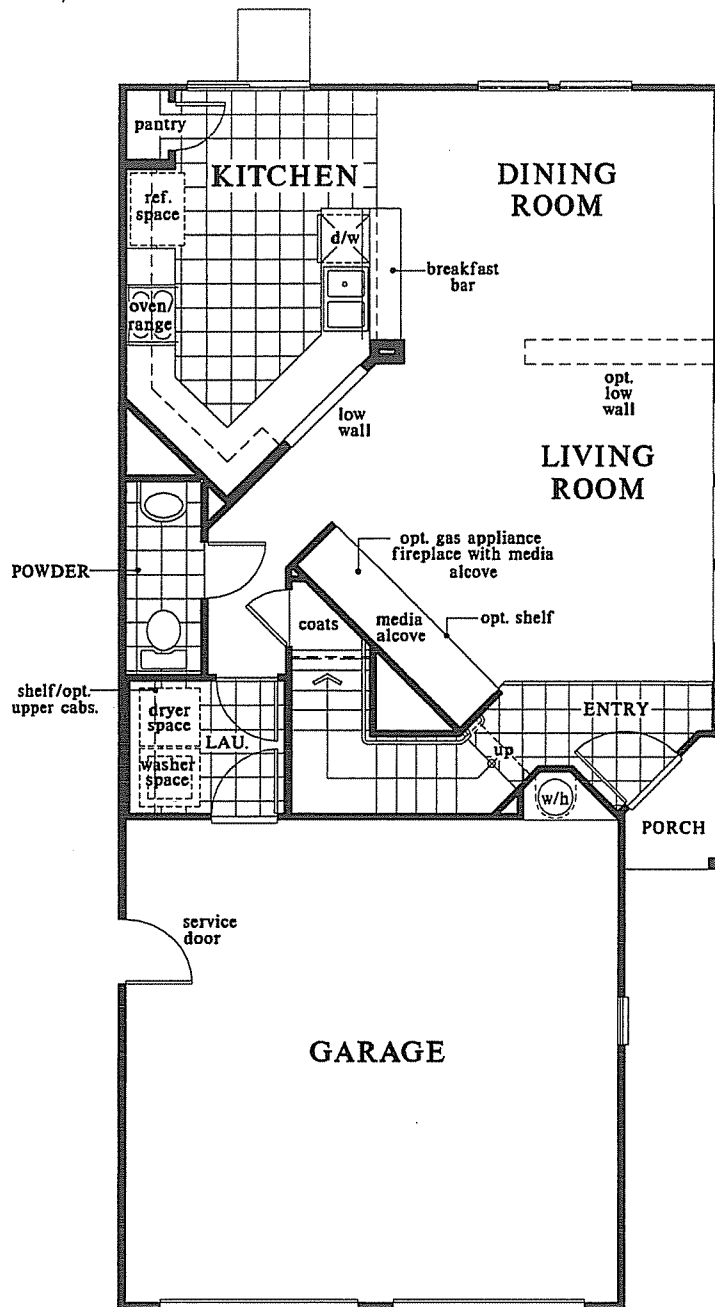 pantry
KITCHEN
DINING
ROOM
ref.
space
d/w
breakfast
bar
oven/
range
opt.
low
wall
low
wall
LIVING
ROOM
opt. gas appliance
fireplace with media
alcove
POWDER
coats
media
alcove
opt. shelf
shelf/opt.
upper cabs.
dryer
space
LAU.
washer
space
ENTRY
up
w/h
PORCH
service
door
GARAGE